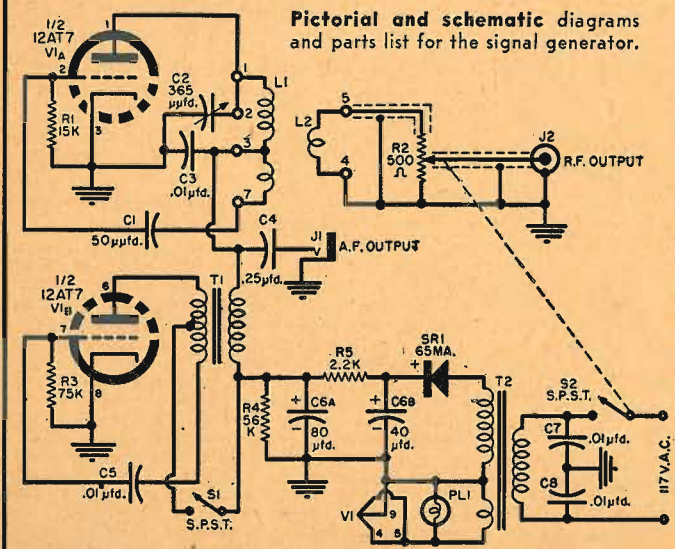 Pictorial and schematic diagrams
and parts list for the signal generator.
1/2
12AT7
V1A
1
2
3
R1
15K
C2
365
µµfd.
C3
.01µfd.
1
2
3
7
L1
C1
50µµfd.
L2
5
4
R2
500
Ω
J2
R.F. OUTPUT
C4
.25µfd.
J1
A.F. OUTPUT
1/2
12AT7
V1B
6
7
8
R3
75K
C5
.01µfd.
T1
S1
S.P.S.T.
R4
56
K
C6A
+
-
80
µfd.
R5
2.2K
C6B
+
-
40
µfd.
SR1
65MA.
+
T2
V1
9
4
5
PL1
S2
S.P.S.T.
C7
.01µfd.
C8
.01µfd.
117 V.A.C.